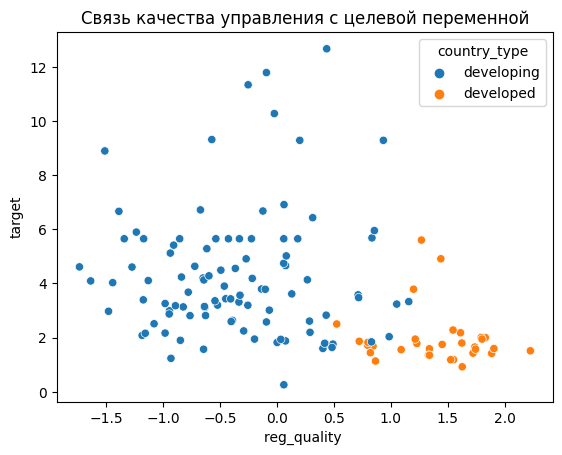 Связь качества управления с целевой переменной
country_type
developing
developed
target
12
10
8
6
4
2
0
−1.5
−1.0
−0.5
0.0
0.5
1.0
1.5
2.0
reg_quality